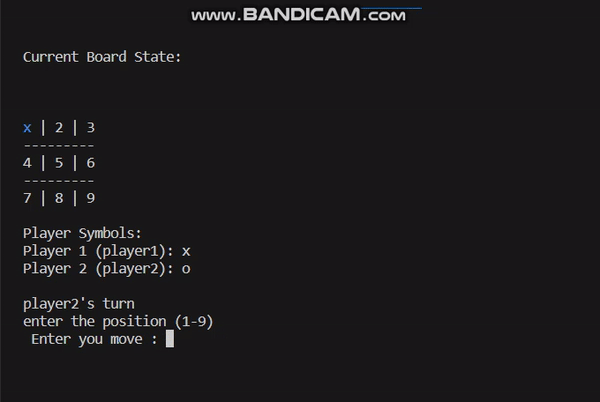 www.BANDICAM.com
Current Board State:
x | 2 | 3
---------
4 | 5 | 6
---------
7 | 8 | 9
Player Symbols:
Player 1 (player1): x
Player 2 (player2): o
player2's turn
enter the position (1-9)
Enter you move :